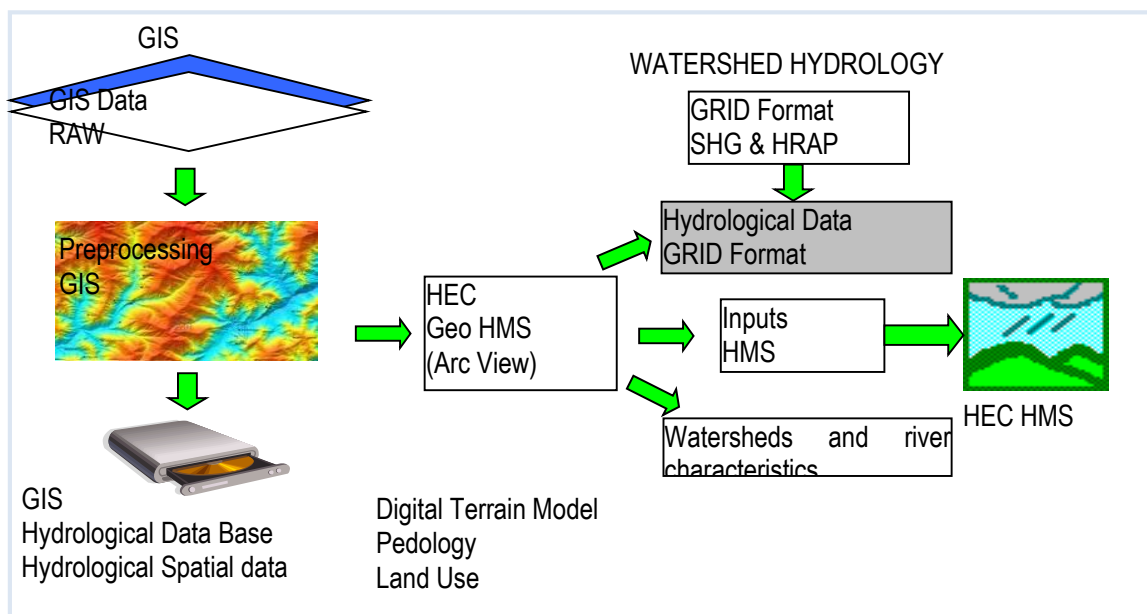 GIS
GIS Data
RAW
Preprocessing
GIS
GIS
Hydrological Data Base
Hydrological Spatial data
HEC
Geo HMS
(Arc View)
Digital Terrain Model
Pedology
Land Use
WATERSHED HYDROLOGY
GRID Format
SHG & HRAP
Hydrological Data
GRID Format
Inputs
HMS
Watersheds and river
characteristics
HEC HMS